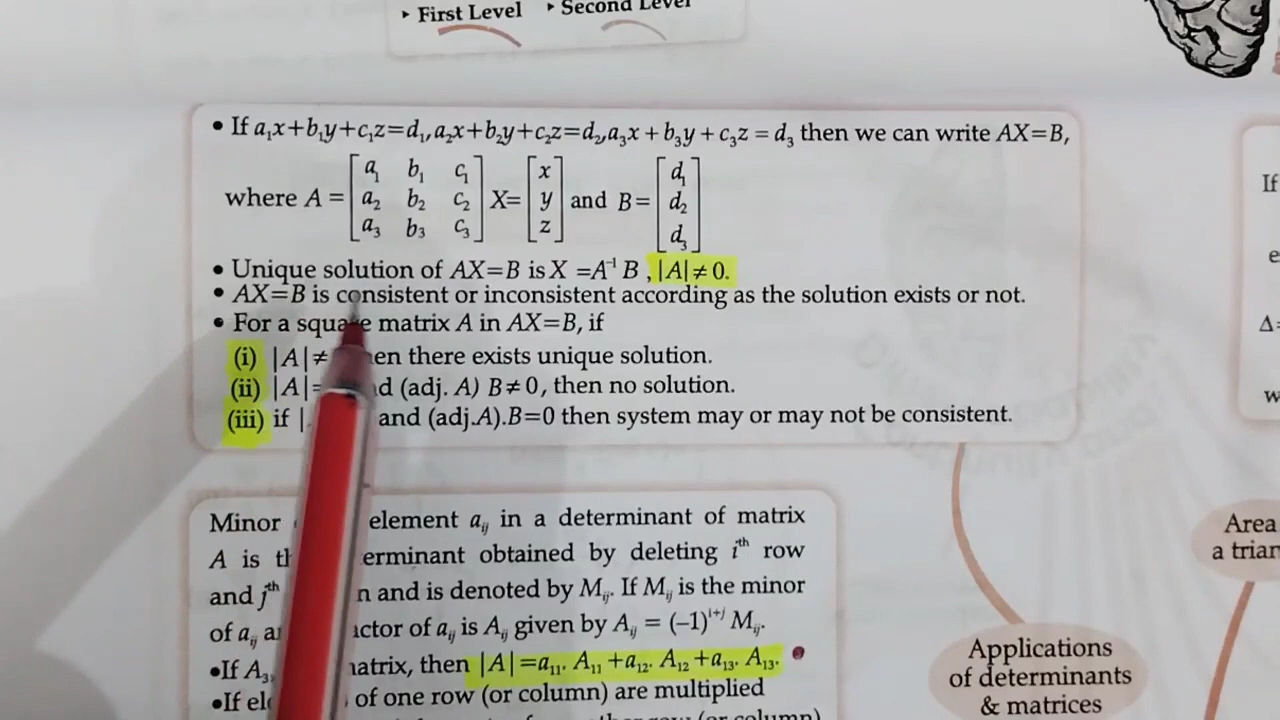 ‣ First Level ‣ Second Level
• If a₁x+b₁y+c₁z=d₁,a₂x+b₂y+c₂z=d₂,a₃x + b₃y + c₃z = d₃ then we can write AX=B,
where A = [a₁ b₁ c₁ a₂ b₂ c₂ a₃ b₃ c₃] X= [x y z] and B= [d₁ d₂ d₃]
• Unique solution of AX=B is X =A⁻¹ B , |A|≠ 0.
• AX=B is consistent or inconsistent according as the solution exists or not.
• For a square matrix A in AX=B, if
(i) |A|≠ then there exists unique solution.
(ii) |A|= (adj. A) B≠0, then no solution.
(iii) if | and (adj.A).B=0 then system may or may not be consistent.
Minor element aᵢⱼ in a determinant of matrix
A is obtained by deleting iᵗʰ row
and jᵗʰ and is denoted by Mᵢⱼ. If Mᵢⱼ is the minor
of aᵢⱼ of aᵢⱼ is Aᵢⱼ given by Aᵢⱼ = (–1)ⁱ⁺ʲ Mᵢⱼ.
•If A₃ then |A|=a₁₁. A₁₁ +a₁₂. A₁₂ +a₁₃. A₁₃.
•If of one row (or column) are multiplied
row (or column)
If
Δ=
Area
a
Applications
of determinants
& matrices